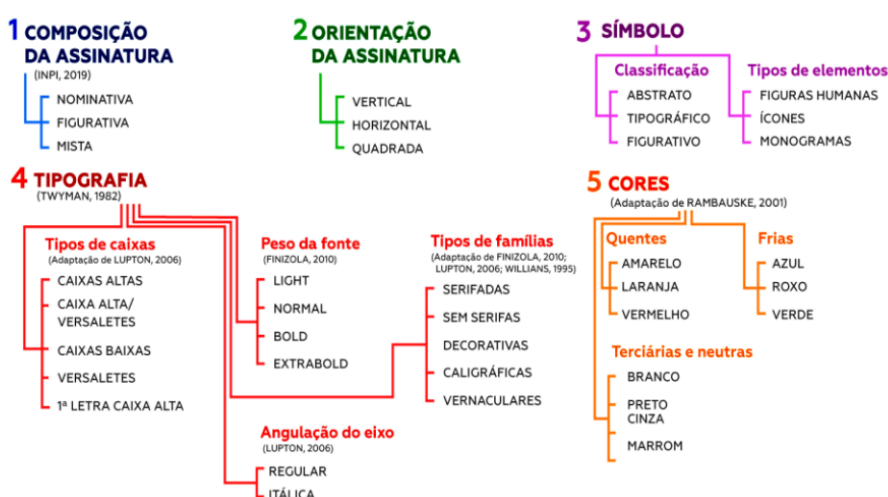 1 COMPOSIÇÃO
DA ASSINATURA
(INPI, 2019)
NOMINATIVA
FIGURATIVA
MISTA
2 ORIENTAÇÃO
DA ASSINATURA
VERTICAL
HORIZONTAL
QUADRADA
3 SÍMBOLO
Classificação
ABSTRATO
TIPOGRÁFICO
FIGURATIVO
Tipos de elementos
FIGURAS HUMANAS
ÍCONES
MONOGRAMAS
4 TIPOGRAFIA
(TWYMAN, 1982)
Tipos de caixas
(Adaptação de LUPTON, 2006)
CAIXAS ALTAS
CAIXA ALTA/
VERSALETES
CAIXAS BAIXAS
VERSALETES
1ª LETRA CAIXA ALTA
Peso da fonte
(FINIZOLA, 2010)
LIGHT
NORMAL
BOLD
EXTRABOLD
Angulação do eixo
(LUPTON, 2006)
REGULAR
ITÁLICA
Tipos de famílias
(Adaptação de FINIZOLA, 2010;
LUPTON, 2006; WILLIANS, 1995)
SERIFADAS
SEM SERIFAS
DECORATIVAS
CALIGRÁFICAS
VERNACULARES
5 CORES
(Adaptação de RAMBAUSKE, 2001)
Quentes
AMARELO
LARANJA
VERMELHO
Frias
AZUL
ROXO
VERDE
Terciárias e neutras
BRANCO
PRETO
CINZA
MARROM